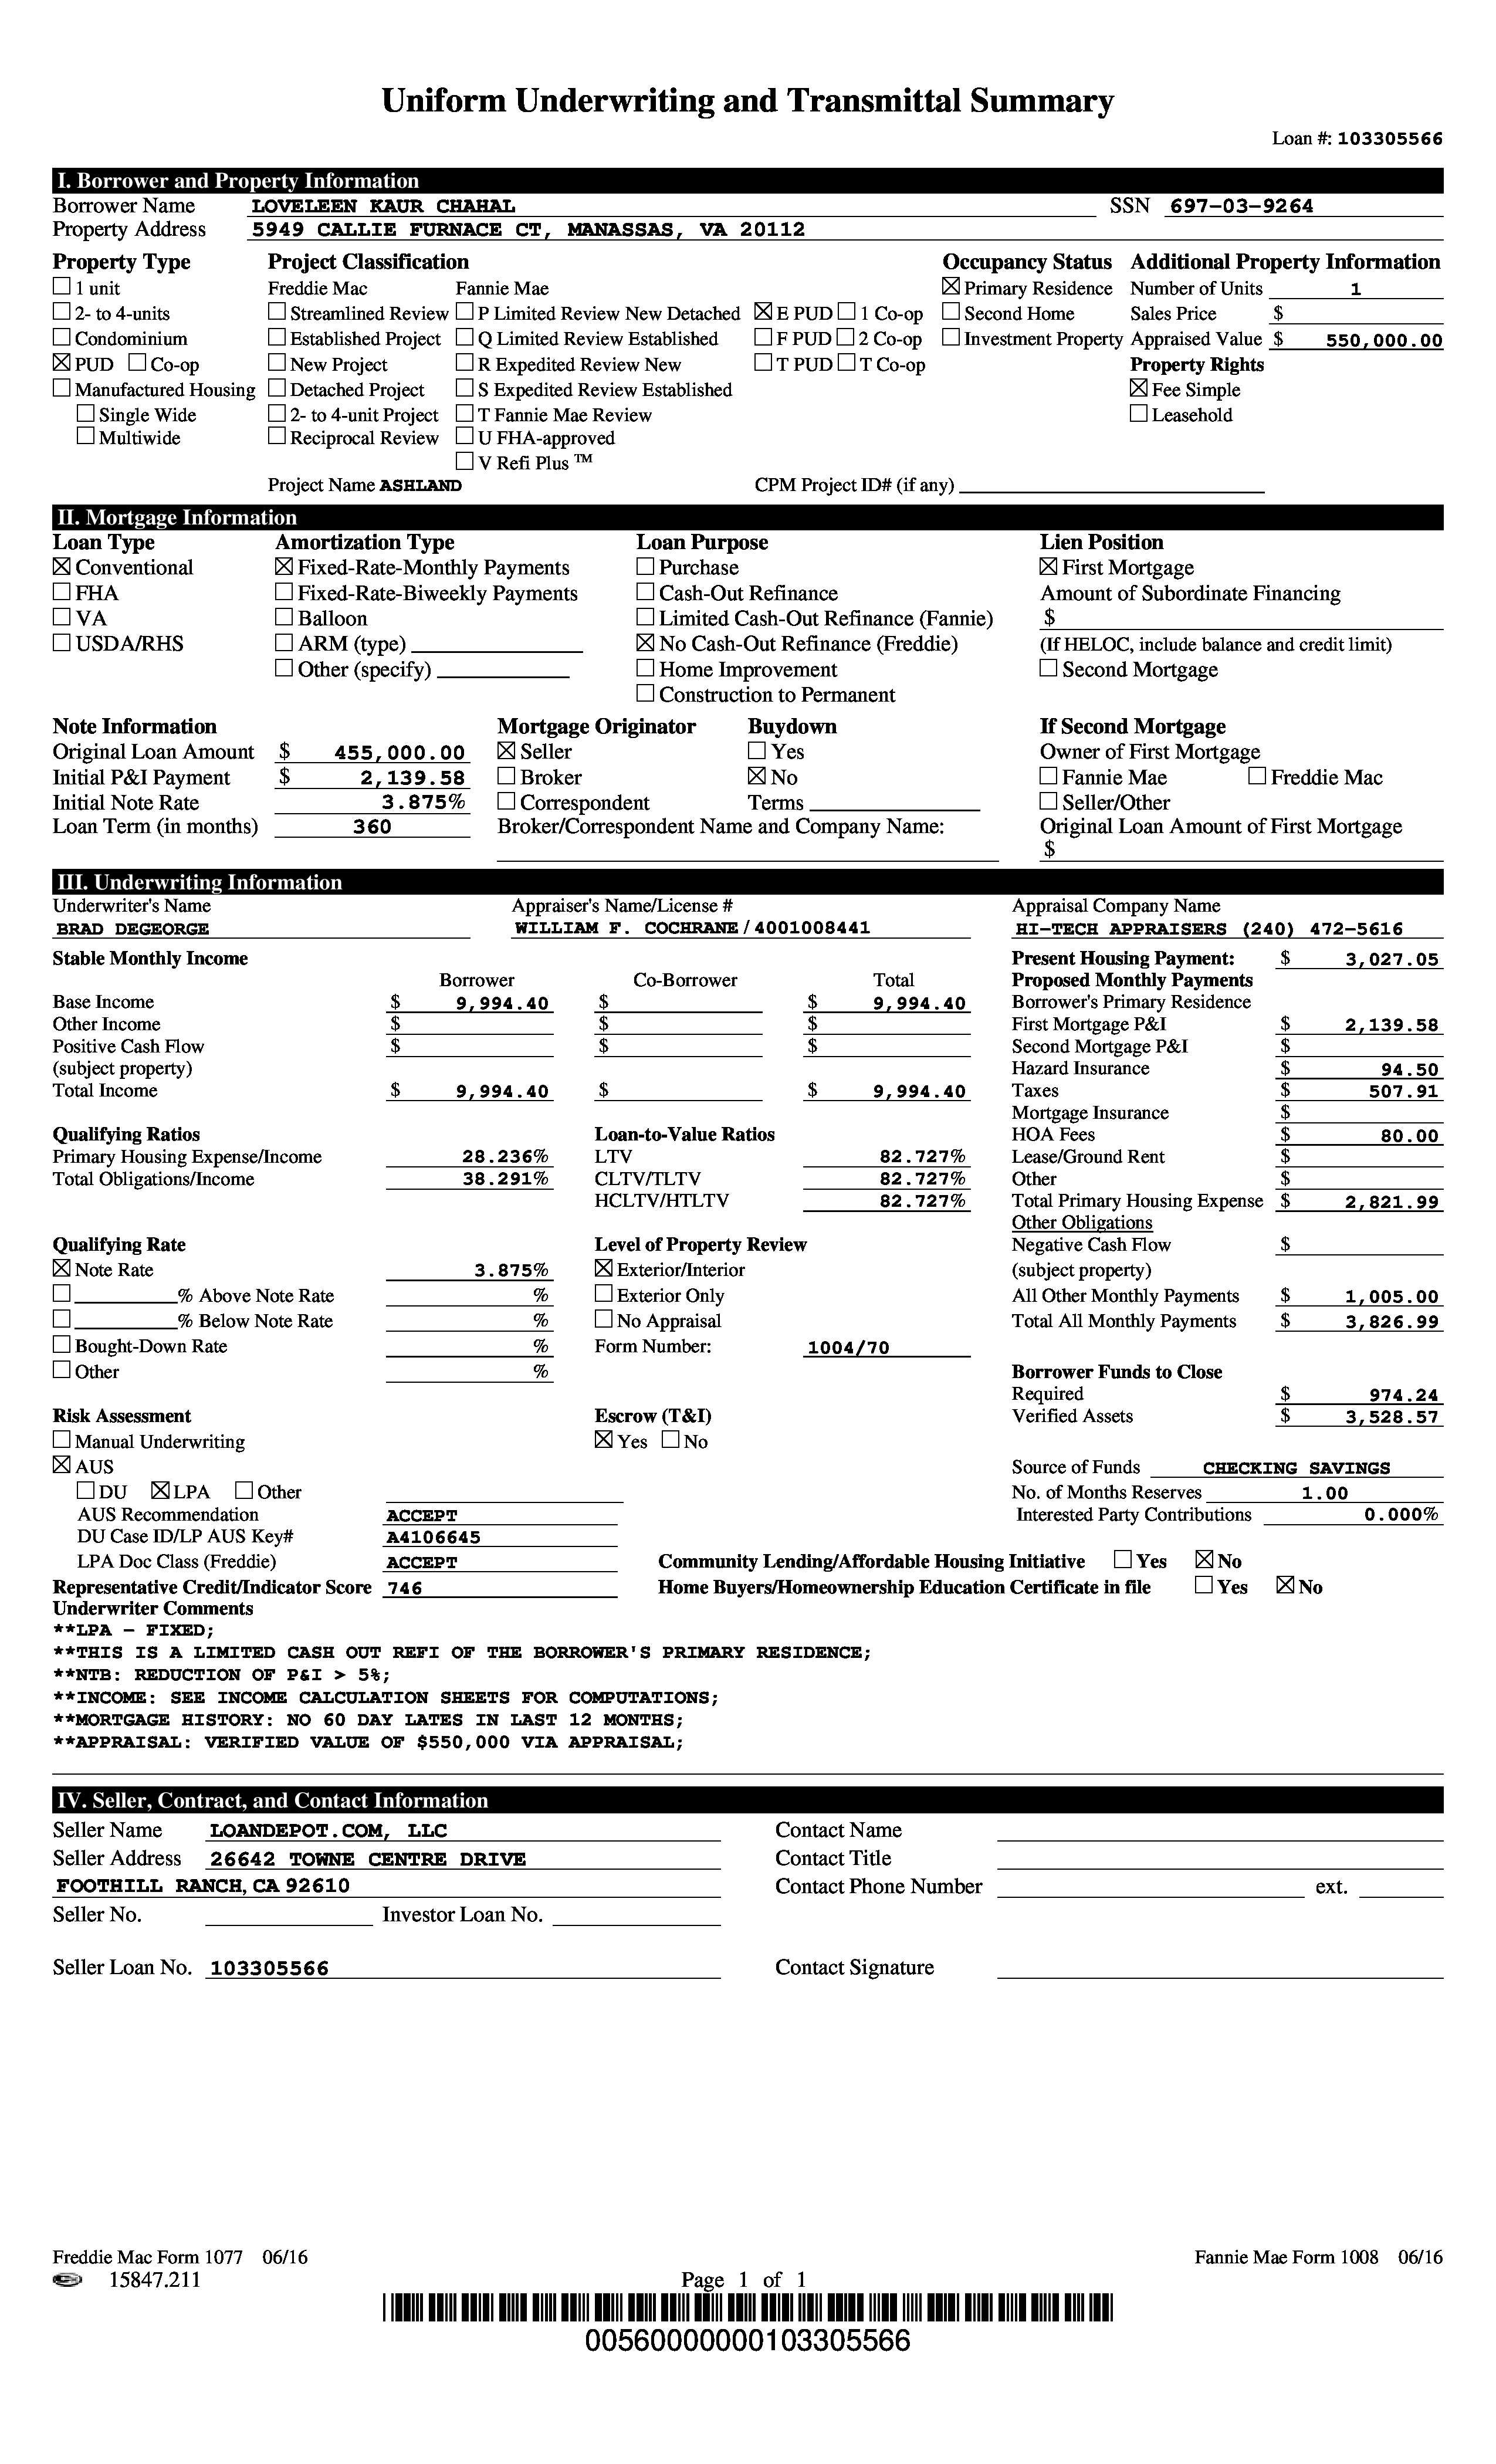 Uniform Underwriting and Transmittal Summary
Loan #: 103305566
I. Borrower and Property Information
Borrower Name LOVELEEN KAUR CHAHAL SSN 697-03-9264
Property Address 5949 CALLIE FURNACE CT, MANASSAS, VA 20112
Property Type Project Classification Occupancy Status Additional Property Information
1 unit Freddie Mac Fannie Mae Primary Residence Number of Units 1
2- to 4-units Streamlined Review P Limited Review New Detached E PUD 1 Co-op Second Home Sales Price $
Condominium Established Project Q Limited Review Established F PUD 2 Co-op Investment Property Appraised Value $ 550,000.00
PUD Co-op New Project R Expedited Review New T PUD T Co-op Property Rights
Manufactured Housing Detached Project S Expedited Review Established Fee Simple
Single Wide 2- to 4-unit Project T Fannie Mae Review Leasehold
Multiwide Reciprocal Review U FHA-approved
V Refi Plus ™
Project Name ASHLAND CPM Project ID# (if any)
II. Mortgage Information
Loan Type Amortization Type Loan Purpose Lien Position
Conventional Fixed-Rate-Monthly Payments Purchase First Mortgage
FHA Fixed-Rate-Biweekly Payments Cash-Out Refinance Amount of Subordinate Financing
VA Balloon Limited Cash-Out Refinance (Fannie) $
USDA/RHS ARM (type) No Cash-Out Refinance (Freddie) (If HELOC, include balance and credit limit)
Other (specify) Home Improvement Second Mortgage
Construction to Permanent
Note Information Mortgage Originator Buydown If Second Mortgage
Original Loan Amount $ 455,000.00 Seller Yes Owner of First Mortgage
Initial P&I Payment $ 2,139.58 Broker No Fannie Mae Freddie Mac
Initial Note Rate 3.875% Correspondent Terms Seller/Other
Loan Term (in months) 360 Broker/Correspondent Name and Company Name: Original Loan Amount of First Mortgage
$
III. Underwriting Information
Underwriter's Name Appraiser's Name/License # Appraisal Company Name
BRAD DEGEORGE WILLIAM F. COCHRANE / 4001008441 HI-TECH APPRAISERS (240) 472-5616
Stable Monthly Income Present Housing Payment: $ 3,027.05
Borrower Co-Borrower Total Proposed Monthly Payments
Base Income $ 9,994.40 $ $ 9,994.40 Borrower's Primary Residence
Other Income $ $ $ First Mortgage P&I $ 2,139.58
Positive Cash Flow $ $ $ Second Mortgage P&I $
(subject property) Hazard Insurance $ 94.50
Total Income $ 9,994.40 $ $ 9,994.40 Taxes $ 507.91
Mortgage Insurance $
Qualifying Ratios Loan-to-Value Ratios HOA Fees $ 80.00
Primary Housing Expense/Income 28.236% LTV 82.727% Lease/Ground Rent $
Total Obligations/Income 38.291% CLTV/TLTV 82.727% Other $
HCLTV/HTLTV 82.727% Total Primary Housing Expense $ 2,821.99
Other Obligations
Qualifying Rate Level of Property Review Negative Cash Flow $
Note Rate 3.875% Exterior/Interior (subject property)
% Above Note Rate % Exterior Only All Other Monthly Payments $ 1,005.00
% Below Note Rate % No Appraisal Total All Monthly Payments $ 3,826.99
Bought-Down Rate % Form Number: 1004/70
Other % Borrower Funds to Close
Required $ 974.24
Risk Assessment Escrow (T&I) Verified Assets $ 3,528.57
Manual Underwriting Yes No
AUS Source of Funds CHECKING SAVINGS
DU LPA Other No. of Months Reserves 1.00
AUS Recommendation ACCEPT Interested Party Contributions 0.000%
DU Case ID/LP AUS Key# A4106645
LPA Doc Class (Freddie) ACCEPT Community Lending/Affordable Housing Initiative Yes No
Representative Credit/Indicator Score 746 Home Buyers/Homeownership Education Certificate in file Yes No
Underwriter Comments
**LPA - FIXED;
**THIS IS A LIMITED CASH OUT REFI OF THE BORROWER'S PRIMARY RESIDENCE;
**NTB: REDUCTION OF P&I > 5%;
**INCOME: SEE INCOME CALCULATION SHEETS FOR COMPUTATIONS;
**MORTGAGE HISTORY: NO 60 DAY LATES IN LAST 12 MONTHS;
**APPRAISAL: VERIFIED VALUE OF $550,000 VIA APPRAISAL;
IV. Seller, Contract, and Contact Information
Seller Name LOANDEPOT.COM, LLC Contact Name
Seller Address 26642 TOWNE CENTRE DRIVE Contact Title
FOOTHILL RANCH, CA 92610 Contact Phone Number ext.
Seller No. Investor Loan No.
Seller Loan No. 103305566 Contact Signature
Freddie Mac Form 1077 06/16 Fannie Mae Form 1008 06/16
15847.211 Page 1 of 1
00560000000103305566